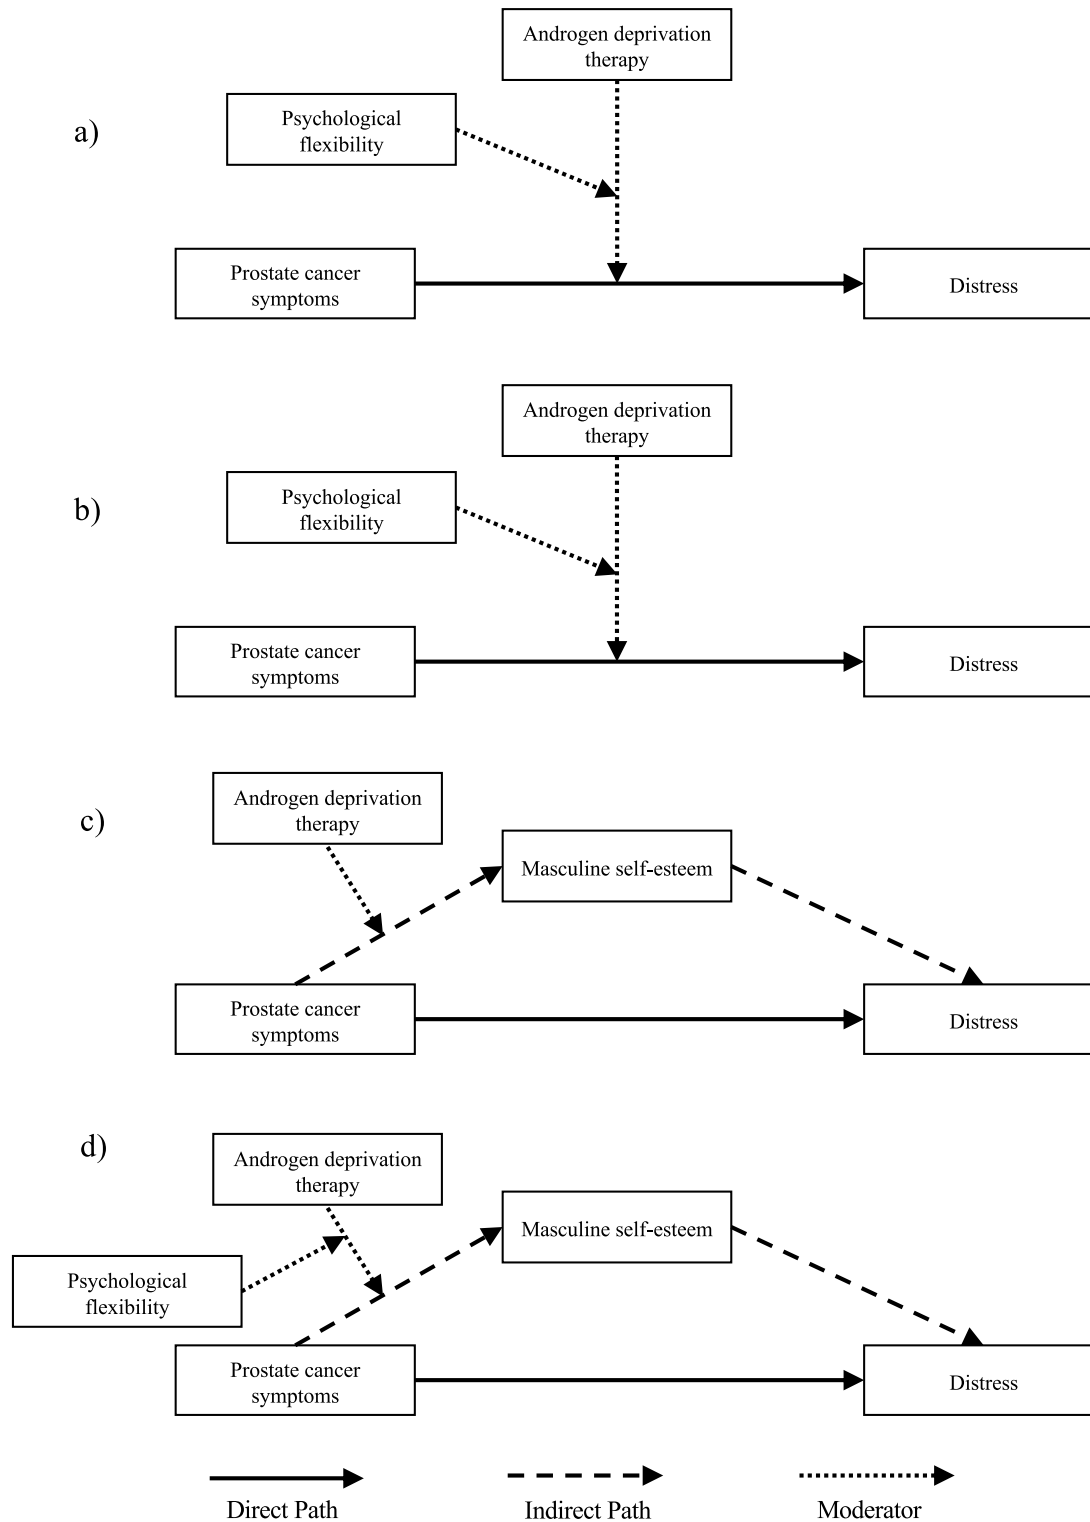 a)
Androgen deprivation
therapy
Psychological
flexibility
Prostate cancer
symptoms
Distress
b)
Androgen deprivation
therapy
Psychological
flexibility
Prostate cancer
symptoms
Distress
c)
Androgen deprivation
therapy
Masculine self-esteem
Prostate cancer
symptoms
Distress
d)
Androgen deprivation
therapy
Masculine self-esteem
Psychological
flexibility
Prostate cancer
symptoms
Distress
Direct Path
Indirect Path
Moderator